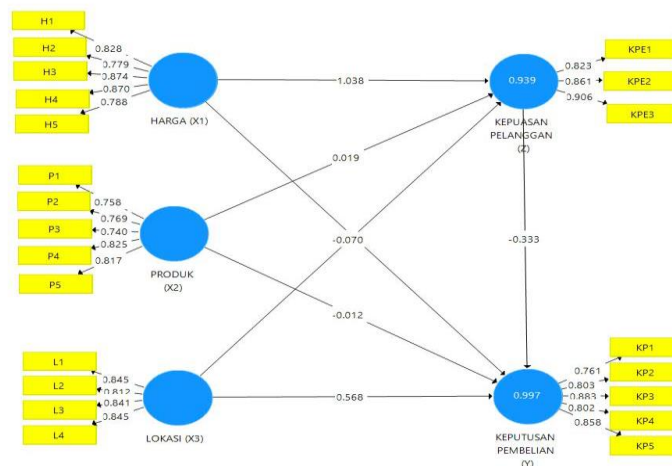 H1
H2
H3
H4
H5
0.828
0.779
0.874
0.870
0.788
HARGA (X1)
1.038
0.939
KEPUASAN
PELANGGAN
(Z)
0.823
0.861
0.906
KPE1
KPE2
KPE3
0.019
P1
P2
P3
P4
P5
0.758
0.769
0.740
0.825
0.817
PRODUK
(X2)
-0.070
-0.333
-0.012
L1
L2
L3
L4
0.845
0.812
0.841
0.845
LOKASI (X3)
0.568
0.997
KEPUTUSAN
PEMBELIAN
(Y)
0.761
0.803
0.883
0.802
0.858
KP1
KP2
KP3
KP4
KP5